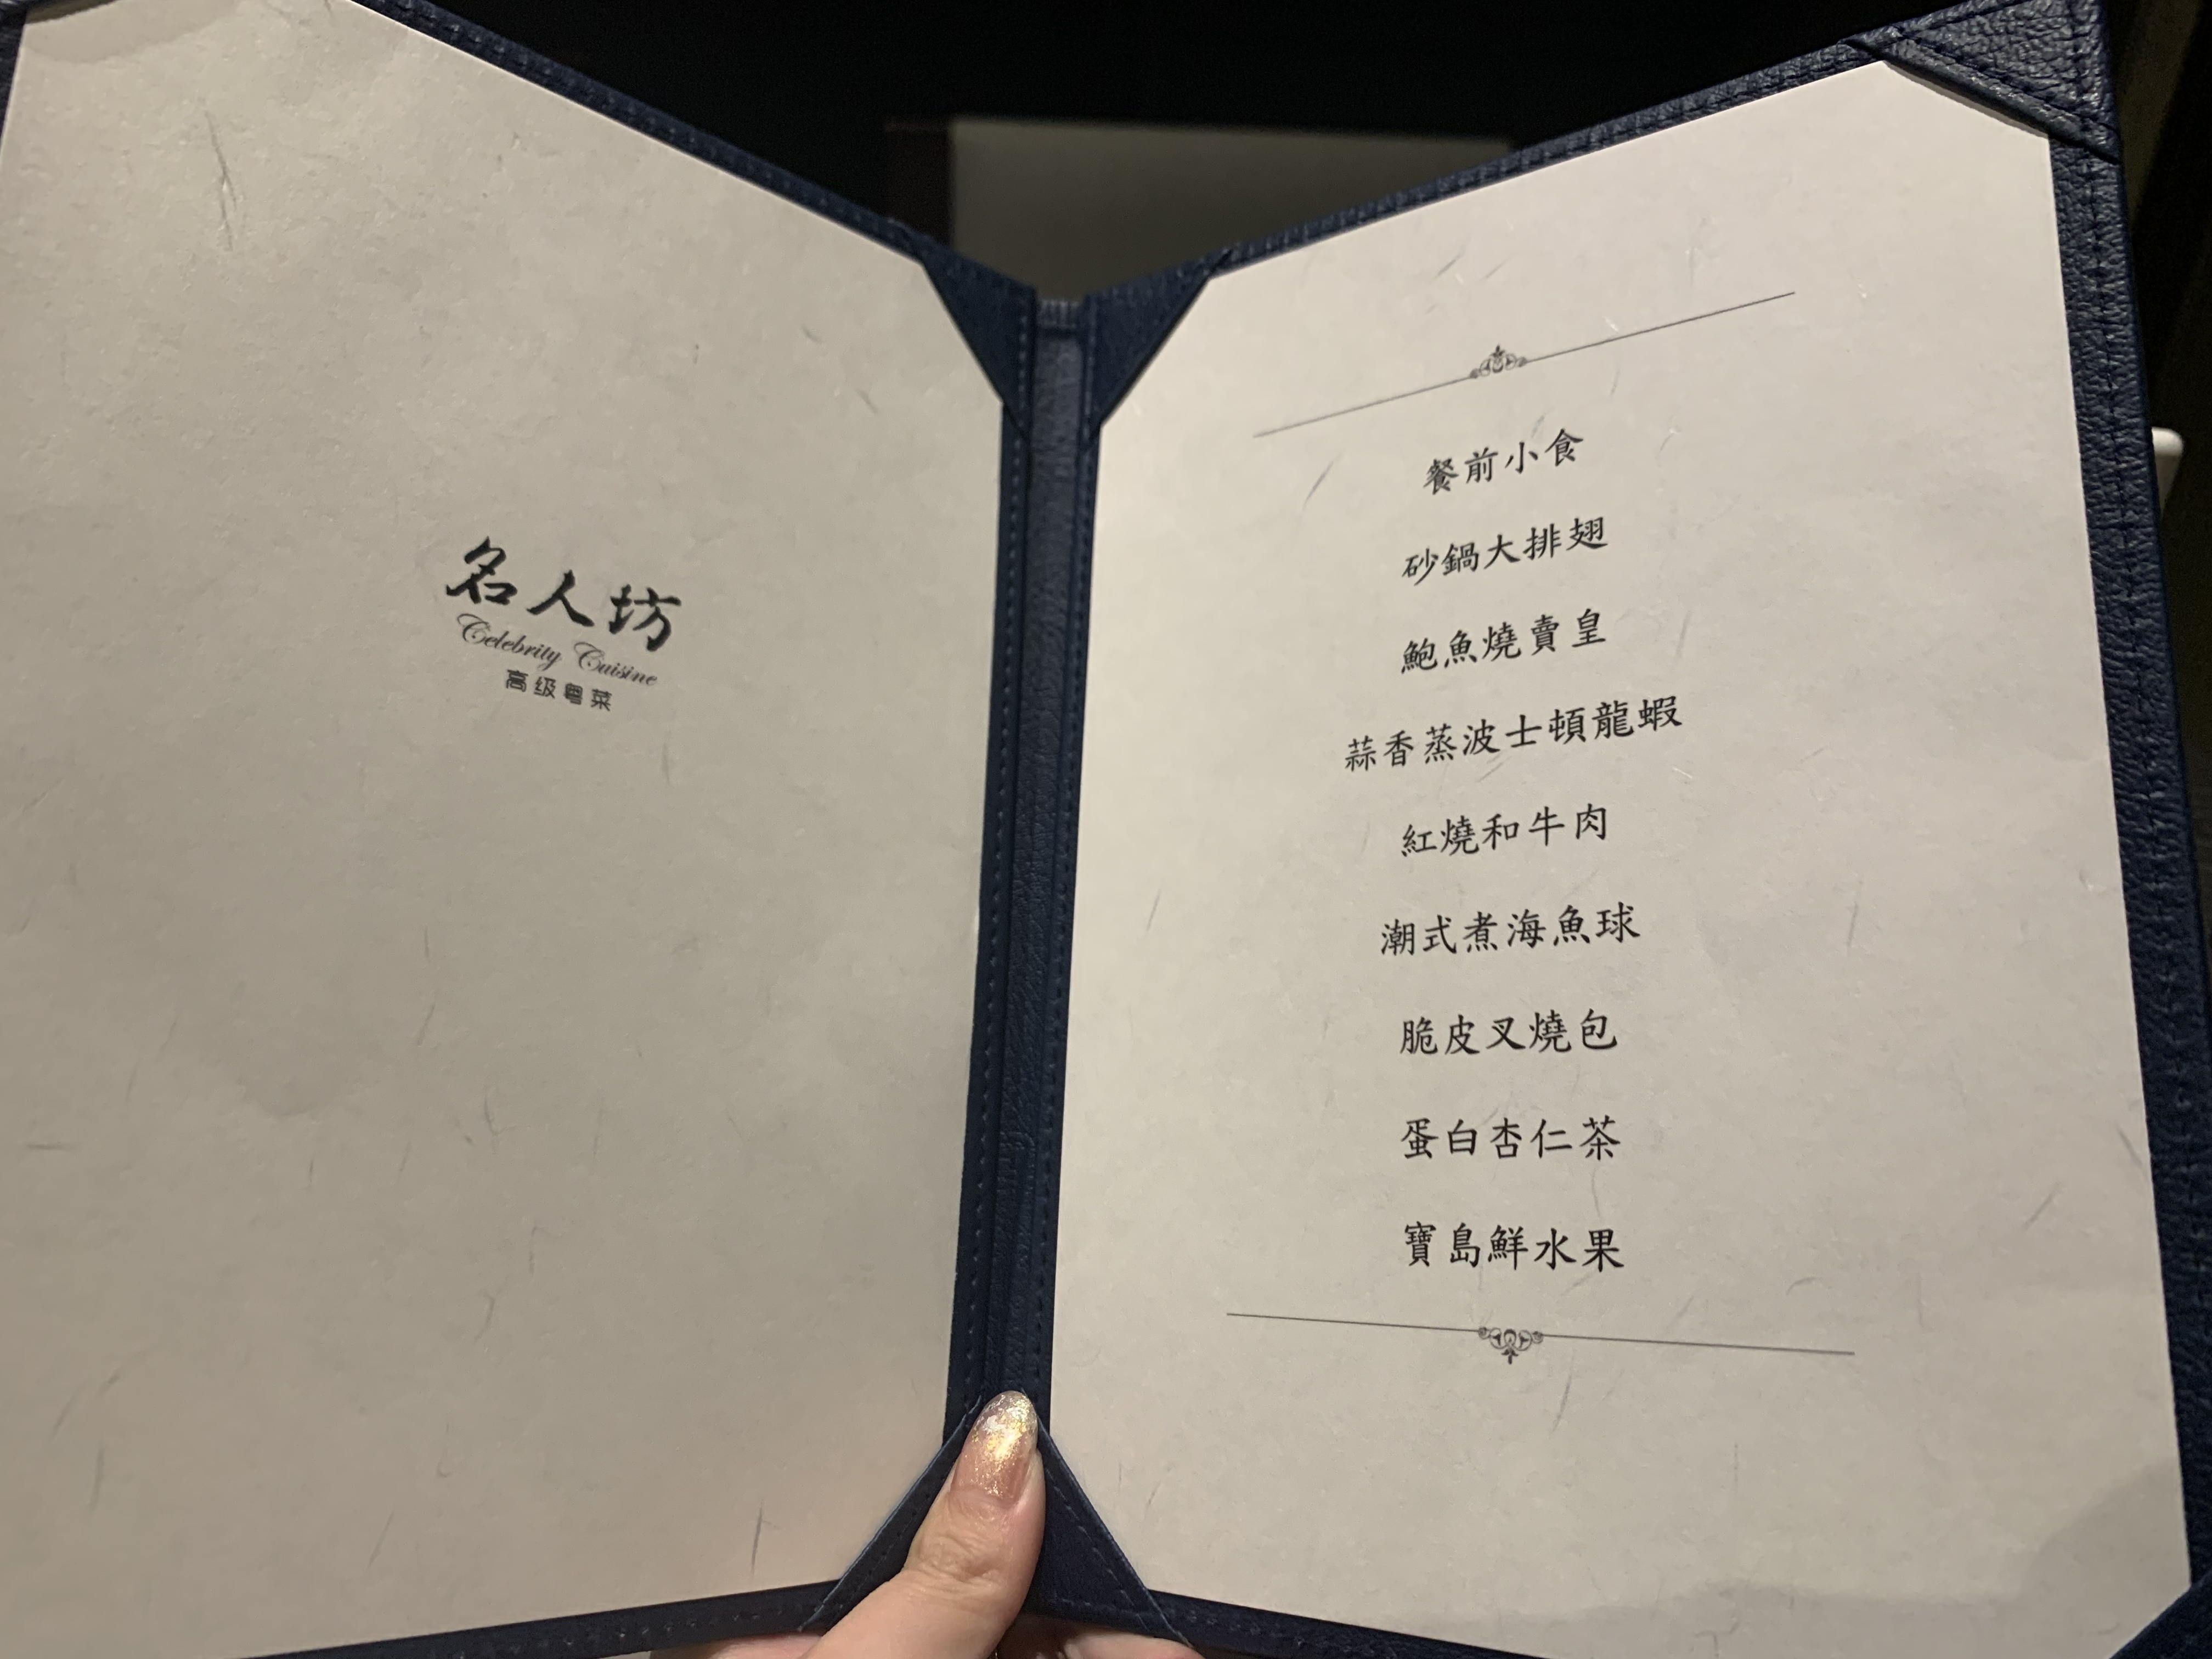 名人坊
Celebrity Cuisine
高级粤菜
餐前小食
砂鍋大排翅
鮑魚燒賣皇
蒜香蒸波士頓龍蝦
紅燒和牛肉
潮式煮海魚球
脆皮叉燒包
蛋白杏仁茶
寶島鮮水果